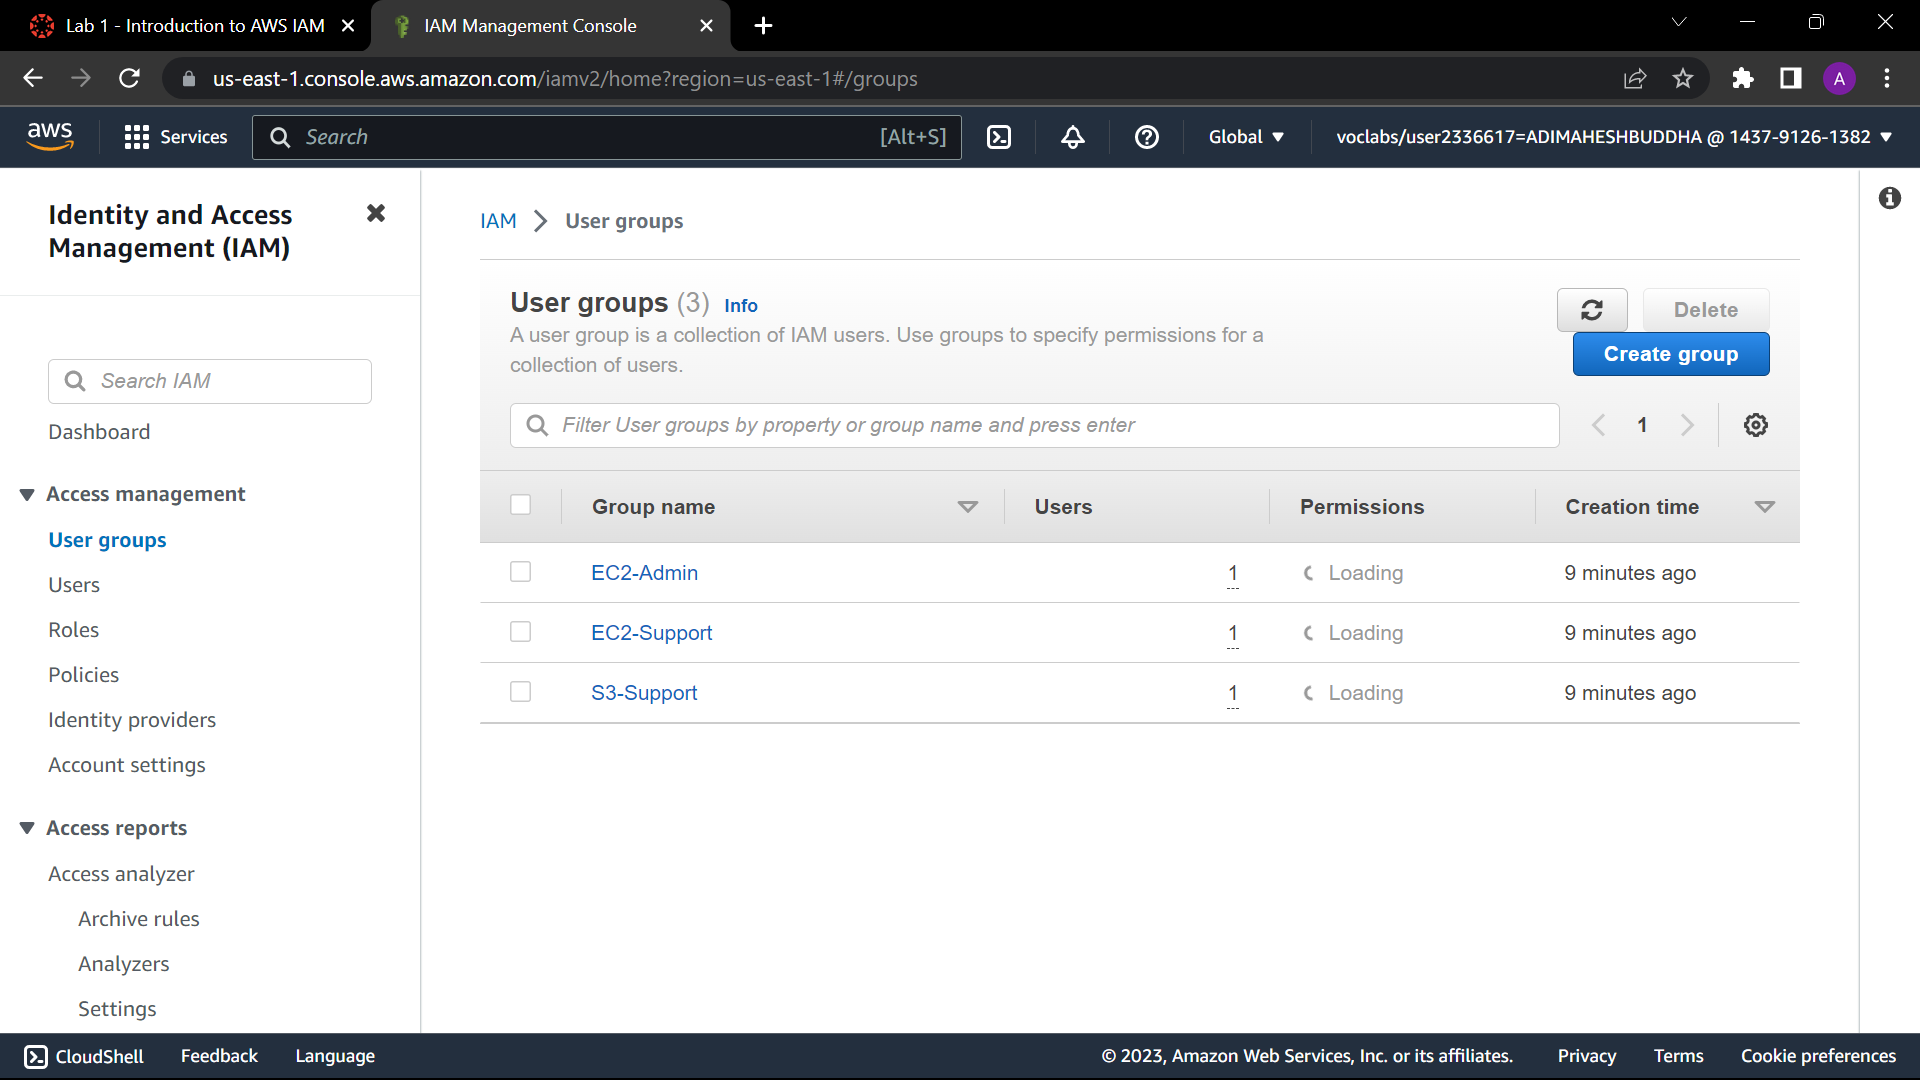 Lab 1 - Introduction to AWS IAM
IAM Management Console
us-east-1.console.aws.amazon.com/iamv2/home?region=us-east-1#/groups
A
aws
Services
Search
[Alt+S]
Global
voclabs/user2336617=ADIMAHESHBUDDHA @ 1437-9126-1382
Identity and Access
Management (IAM)
Search IAM
Dashboard
Access management
User groups
Users
Roles
Policies
Identity providers
Account settings
Access reports
Access analyzer
Archive rules
Analyzers
Settings
IAM > User groups
User groups (3) Info
A user group is a collection of IAM users. Use groups to specify permissions for a
collection of users.
Delete
Create group
Filter User groups by property or group name and press enter
1
Group name Users Permissions Creation time
EC2-Admin 1 Loading 9 minutes ago
EC2-Support 1 Loading 9 minutes ago
S3-Support 1 Loading 9 minutes ago
CloudShell Feedback Language
© 2023, Amazon Web Services, Inc. or its affiliates. Privacy Terms Cookie preferences